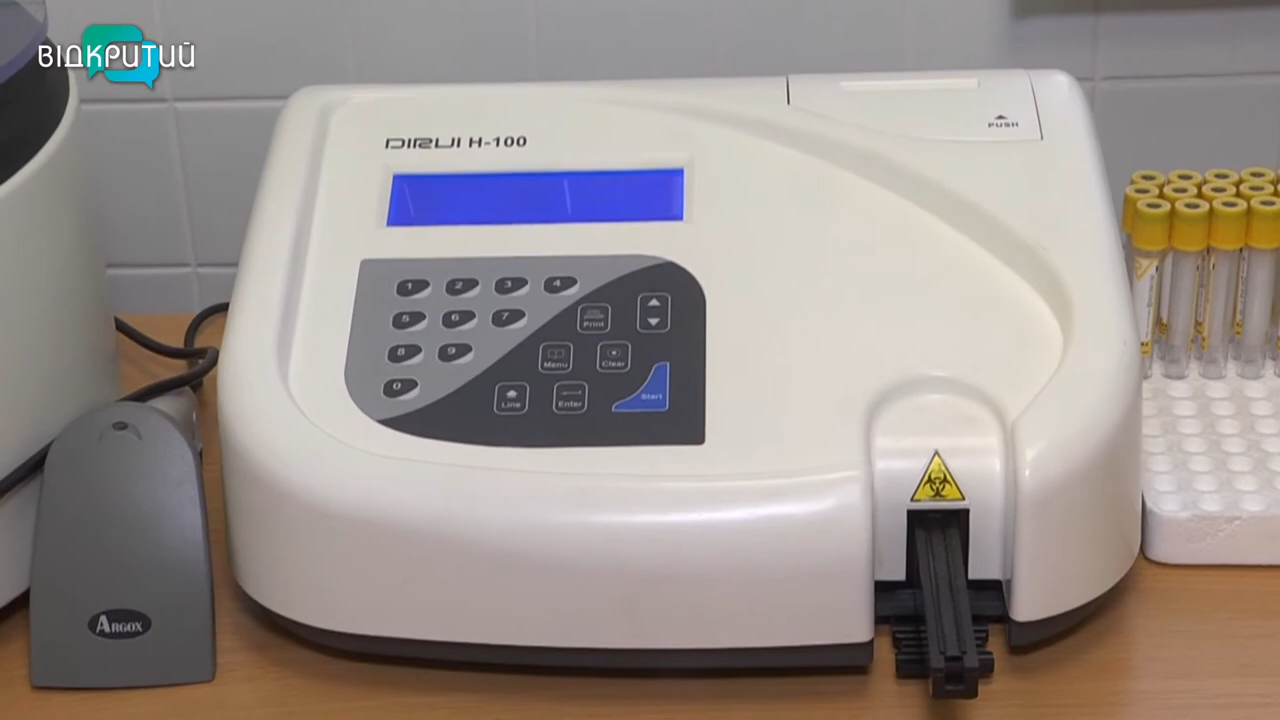 ВІДКРИТИЙ
DIRUI H-100
PUSH
1 2 3 4
5 6 7
8 9
0
Print
Menu
Clear
Line
Enter
Start
ARGOX